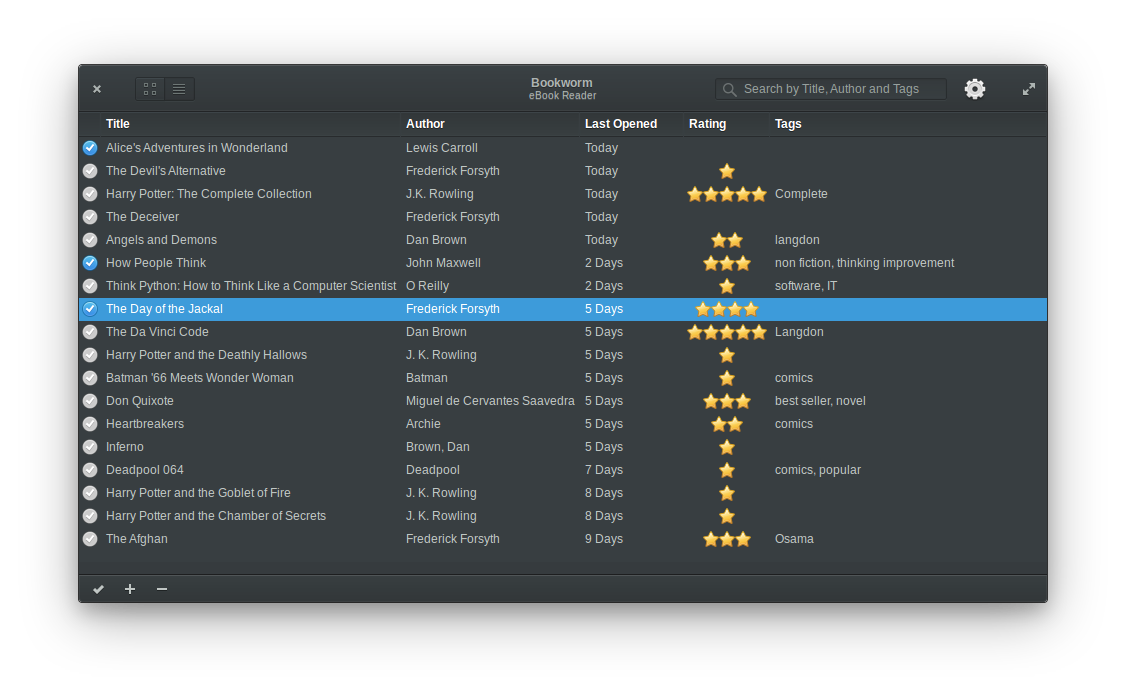 Bookworm
eBook Reader
Search by Title, Author and Tags
Title Author Last Opened Rating Tags
Alice's Adventures in Wonderland Lewis Carroll Today
The Devil's Alternative Frederick Forsyth Today
Harry Potter: The Complete Collection J.K. Rowling Today Complete
The Deceiver Frederick Forsyth Today
Angels and Demons Dan Brown Today langdon
How People Think John Maxwell 2 Days non fiction, thinking improvement
Think Python: How to Think Like a Computer Scientist O Reilly 2 Days software, IT
The Day of the Jackal Frederick Forsyth 5 Days
The Da Vinci Code Dan Brown 5 Days Langdon
Harry Potter and the Deathly Hallows J. K. Rowling 5 Days
Batman '66 Meets Wonder Woman Batman 5 Days comics
Don Quixote Miguel de Cervantes Saavedra 5 Days best seller, novel
Heartbreakers Archie 5 Days comics
Inferno Brown, Dan 5 Days
Deadpool 064 Deadpool 7 Days comics, popular
Harry Potter and the Goblet of Fire J. K. Rowling 8 Days
Harry Potter and the Chamber of Secrets J. K. Rowling 8 Days
The Afghan Frederick Forsyth 9 Days Osama